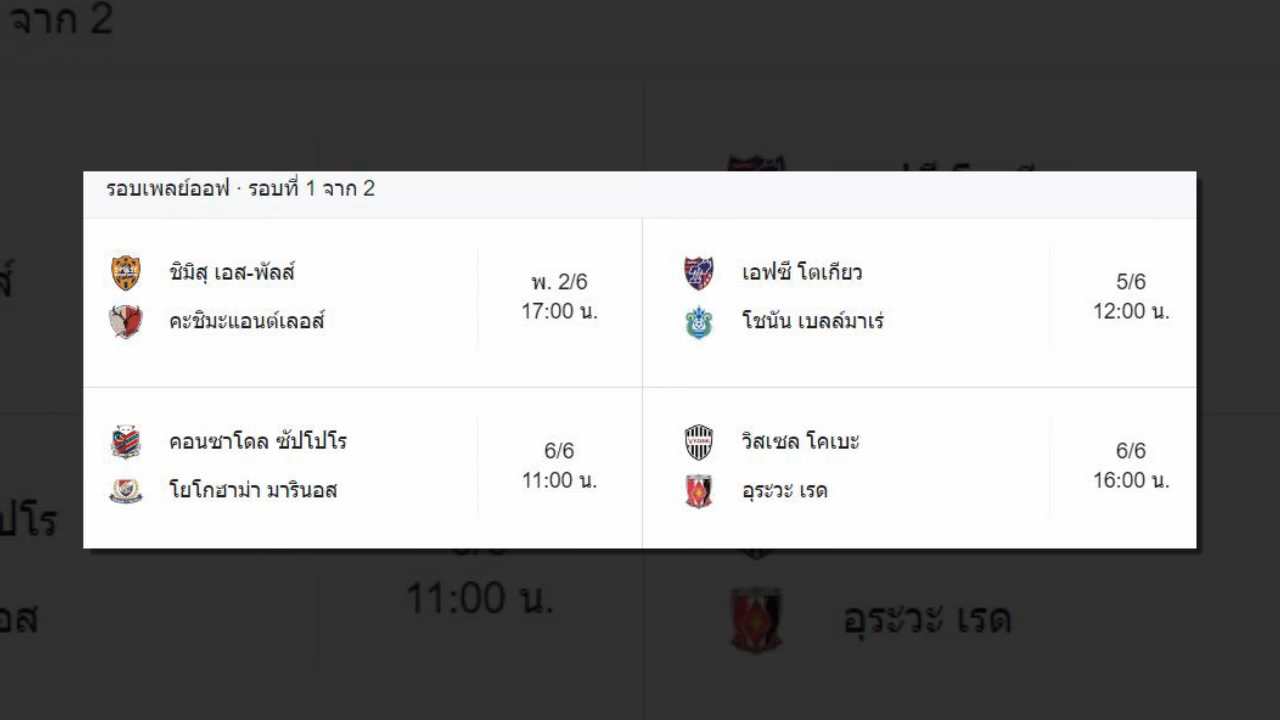 จาก 2
รอบเพลย์ออฟ · รอบที่ 1 จาก 2
ชิมิสุ เอส-พัลส์
คะชิมะแอนต์เลอส์
พ. 2/6
17:00 น.
เอฟซี โตเกียว
โชนัน เบลล์มาเร่
5/6
12:00 น.
คอนซาโดล ซัปโปโร
โยโกฮาม่า มารินอส
6/6
11:00 น.
วิสเซล โคเบะ
อุระวะ เรด
6/6
16:00 น.
11:00 น.
อุระวะ เรด